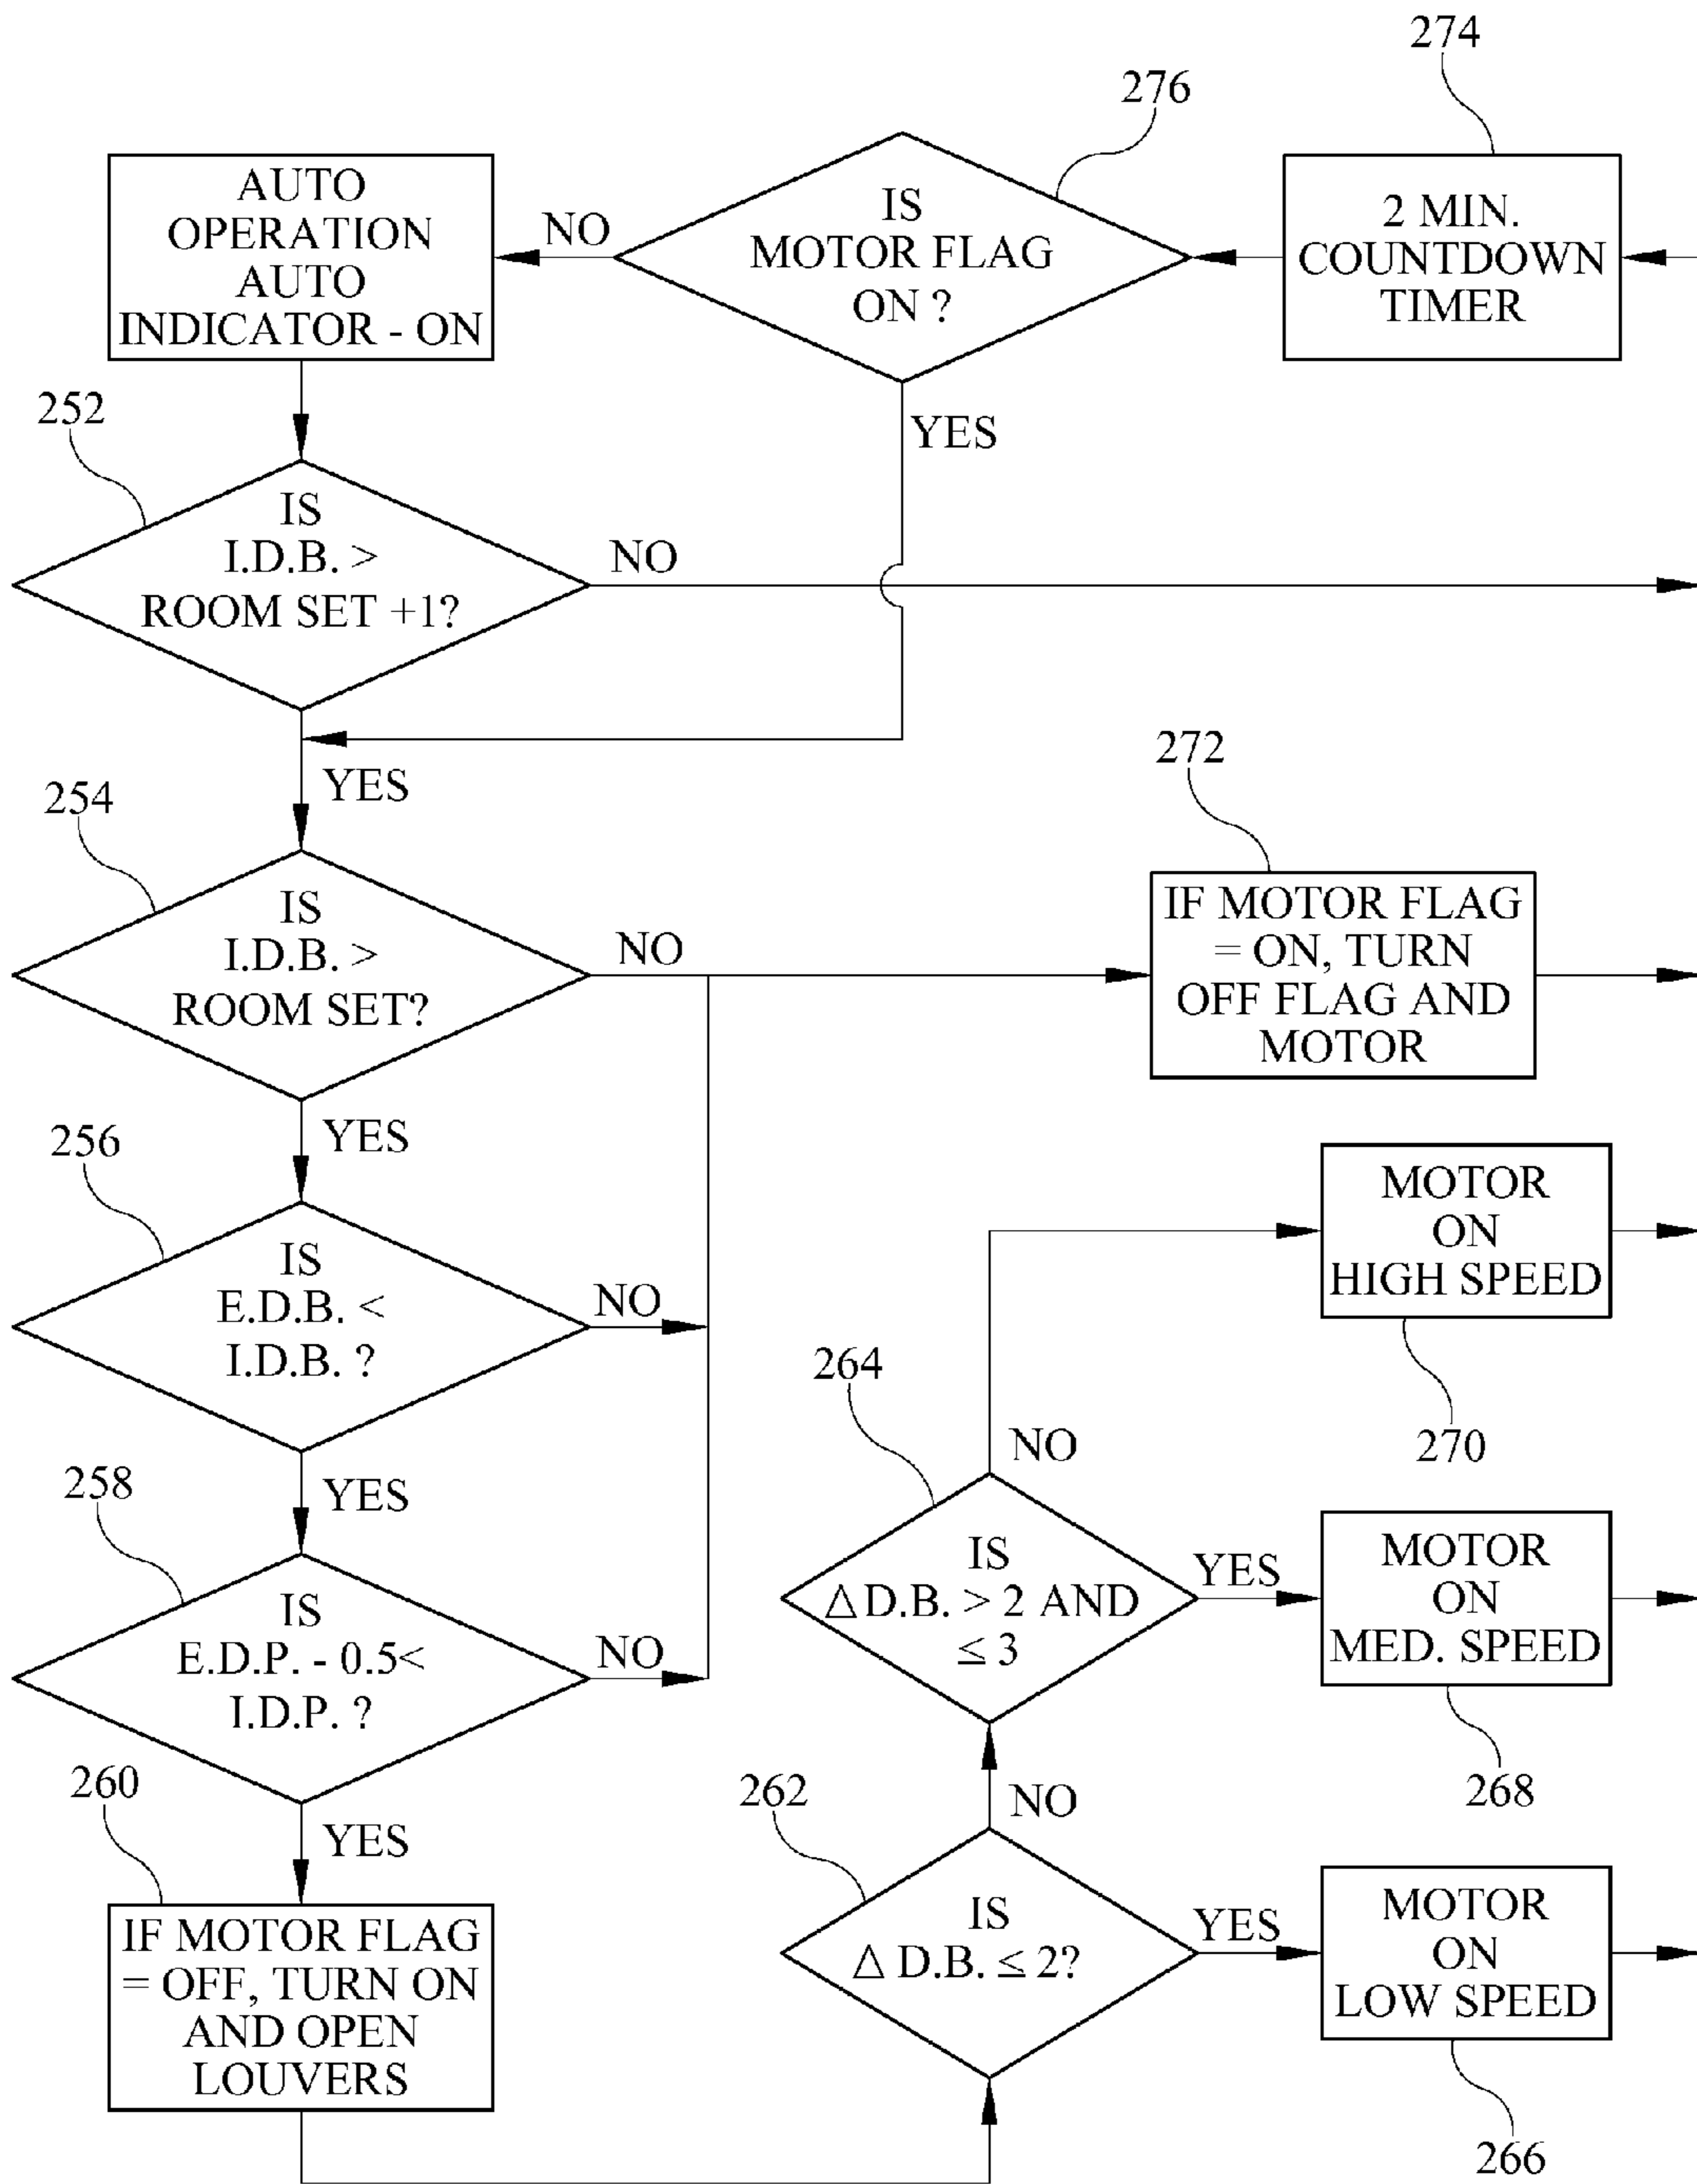 274
276
AUTO
OPERATION
AUTO
INDICATOR - ON
NO
IS
MOTOR FLAG
ON ?
2 MIN.
COUNTDOWN
TIMER
YES
252
IS
I.D.B. >
ROOM SET +1?
NO
YES
254
IS
I.D.B. >
ROOM SET?
NO
272
IF MOTOR FLAG
= ON, TURN
OFF FLAG AND
MOTOR
YES
256
IS
E.D.B. <
I.D.B. ?
NO
MOTOR
ON
HIGH SPEED
270
YES
258
IS
E.D.P. - 0.5<
I.D.P. ?
NO
264
NO
IS
△ D.B. > 2 AND
≤ 3
YES
MOTOR
ON
MED. SPEED
268
YES
260
IF MOTOR FLAG
= OFF, TURN ON
AND OPEN
LOUVERS
262
NO
IS
△ D.B. ≤ 2?
YES
MOTOR
ON
LOW SPEED
266